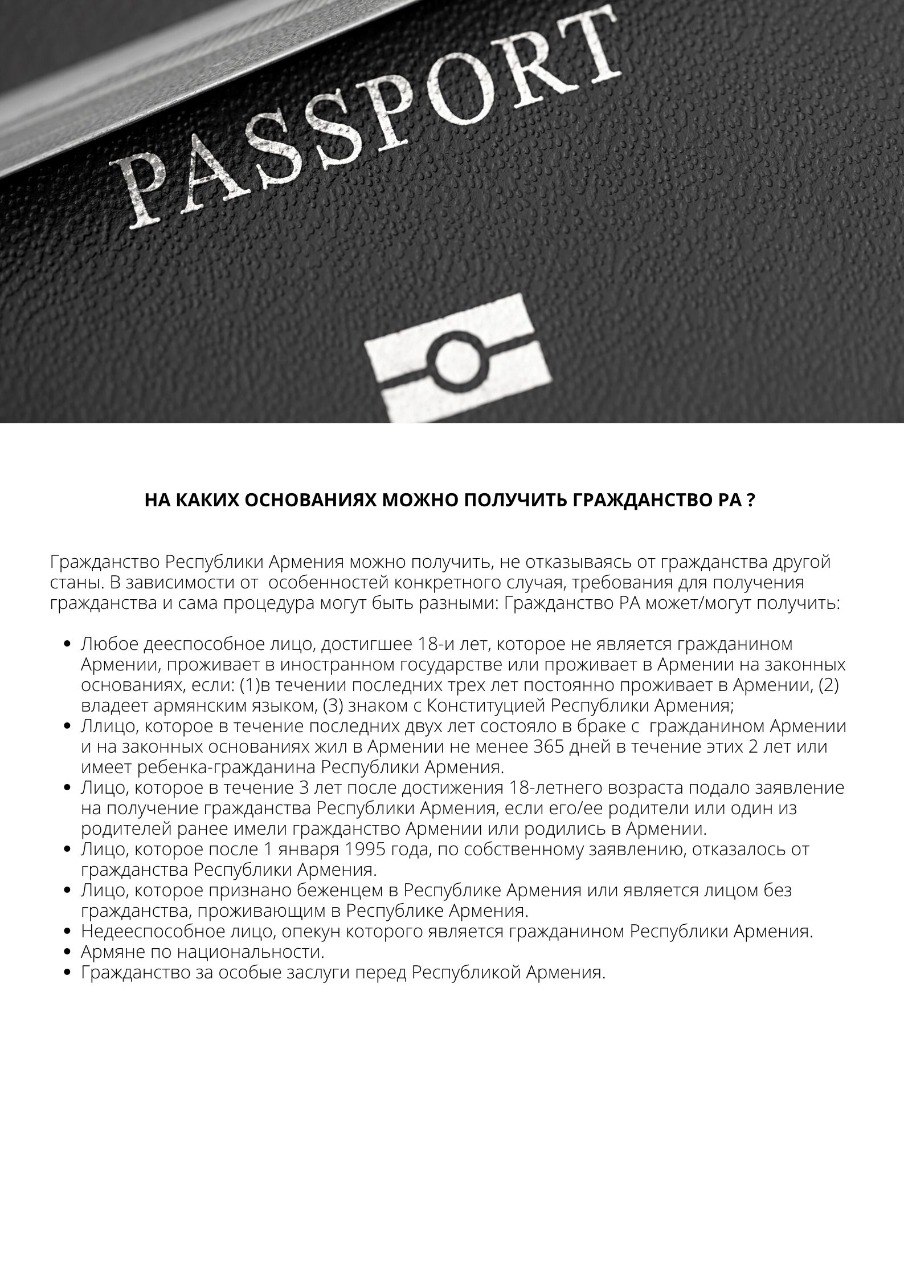 PASSPORT
НА КАКИХ ОСНОВАНИЯХ МОЖНО ПОЛУЧИТЬ ГРАЖДАНСТВО РА ?
Гражданство Республики Армения можно получить, не отказываясь от гражданства другой
станы. В зависимости от  особенностей конкретного случая, требования для получения
гражданства и сама процедура могут быть разными: Гражданство РА может/могут получить:
• Любое дееспособное лицо, достигшее 18-и лет, которое не является гражданином
Армении, проживает в иностранном государстве или проживает в Армении на законных
основаниях, если: (1)в течении последних трех лет постоянно проживает в Армении, (2)
владеет армянским языком, (3) знаком с Конституцией Республики Армения;
• Ллицо, которое в течение последних двух лет состояло в браке с  гражданином Армении
и на законных основаниях жил в Армении не менее 365 дней в течение этих 2 лет или
имеет ребенка-гражданина Республики Армения.
• Лицо, которое в течение 3 лет после достижения 18-летнего возраста подало заявление
на получение гражданства Республики Армения, если его/ее родители или один из
родителей ранее имели гражданство Армении или родились в Армении.
• Лицо, которое после 1 января 1995 года, по собственному заявлению, отказалось от
гражданства Республики Армения.
• Лицо, которое признано беженцем в Республике Армения или является лицом без
гражданства, проживающим в Республике Армения.
• Недееспособное лицо, опекун которого является гражданином Республики Армения.
• Армяне по национальности.
• Гражданство за особые заслуги перед Республикой Армения.